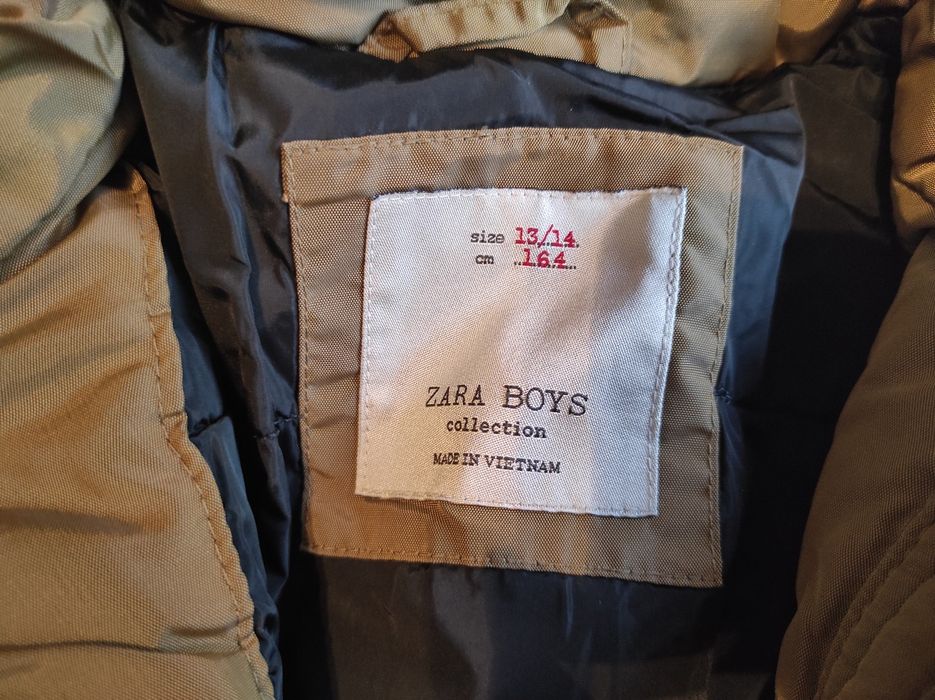 size 13/14
cm 164
ZARA BOYS
collection
MADE IN VIETNAM